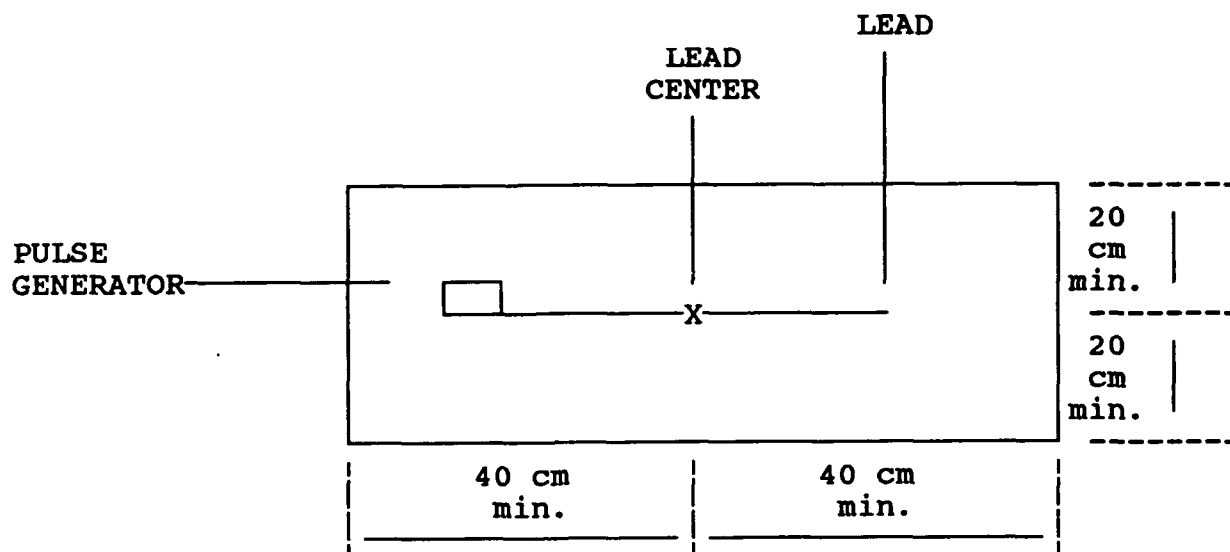 LEAD
LEAD
CENTER
PULSE
GENERATOR
X
20
cm
min.
20
cm
min.
40 cm
min.
40 cm
min.